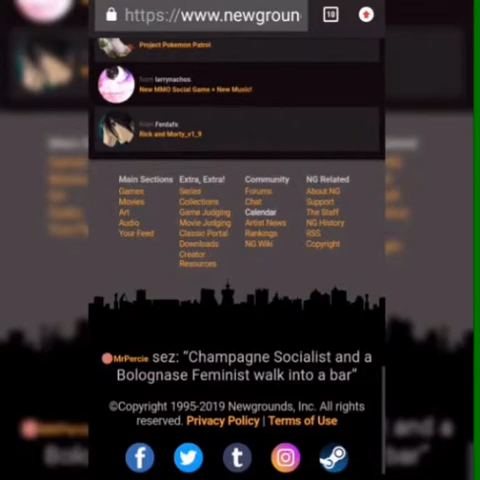 https://www.newgroun
10
Project Pokemon Patrol
from larrynachos
New MMO Social Game + New Music!
from Ferdafs
Rick and Morty_v1_9
Main Sections Extra, Extra! Community NG Related
Games Series Forums About NG
Movies Collections Chat Support
Art Game Judging Calendar The Staff
Audio Movie Judging Artist News NG History
Your Feed Classic Portal Rankings RSS
Downloads NG Wiki Copyright
Creator
Resources
MrPercie sez: “Champagne Socialist and a
Bolognase Feminist walk into a bar”
©Copyright 1995-2019 Newgrounds, Inc. All rights
reserved. Privacy Policy | Terms of Use